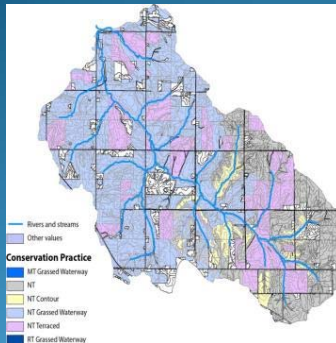 Rivers and streams
Other values
Conservation Practice
MT Grassed Waterway
NT
NT Contour
NT Grassed Waterway
NT Terraced
RT Grassed Waterway